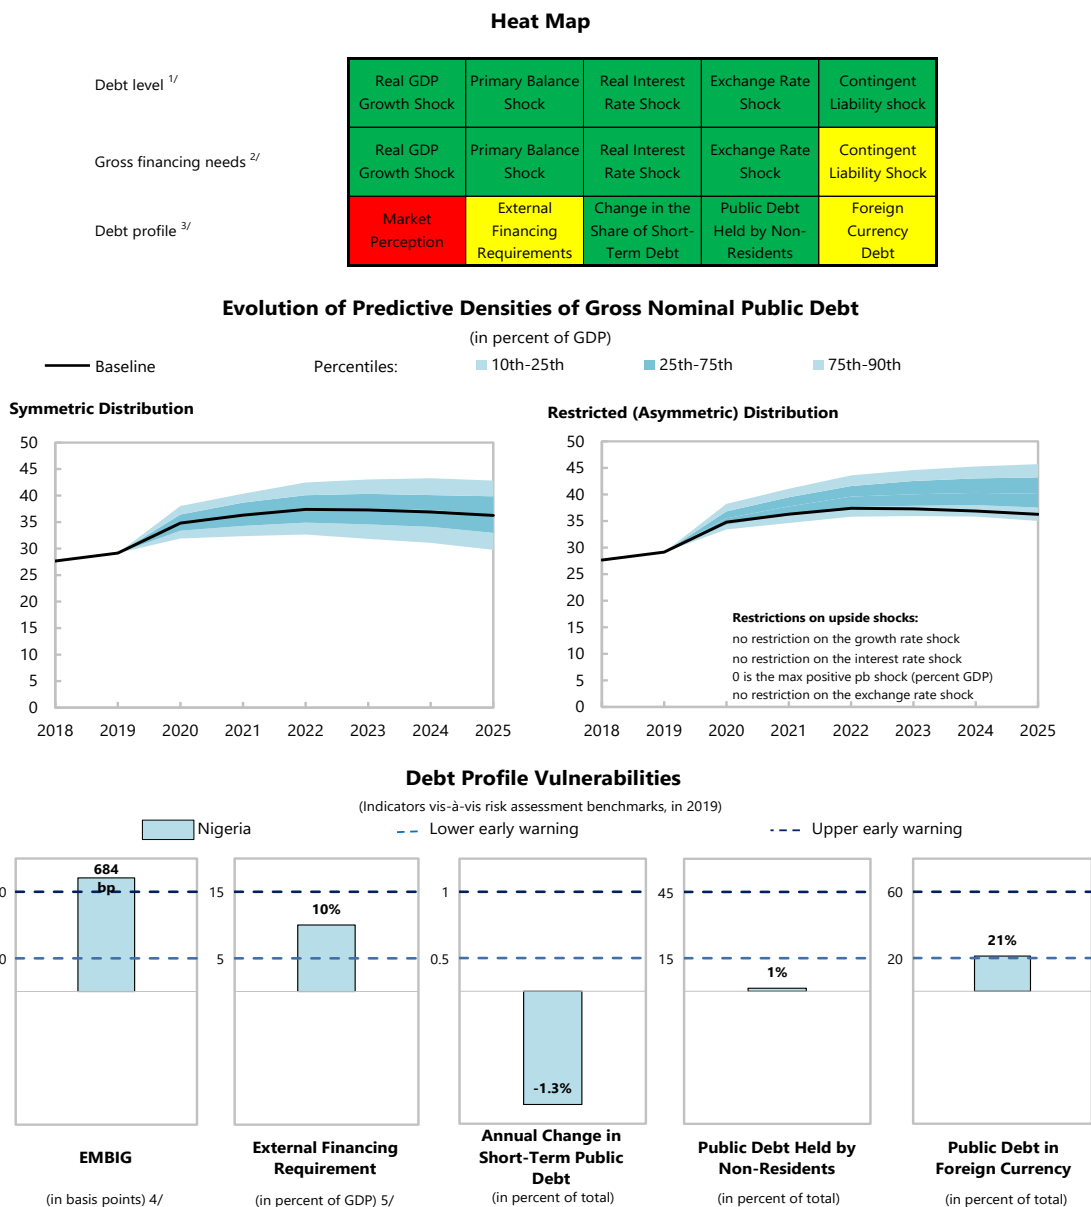 Heat Map
Debt level 1/
Real GDP Growth Shock
Primary Balance Shock
Real Interest Rate Shock
Exchange Rate Shock
Contingent Liability shock
Gross financing needs 2/
Real GDP Growth Shock
Primary Balance Shock
Real Interest Rate Shock
Exchange Rate Shock
Contingent Liability Shock
Debt profile 3/
Market Perception
External Financing Requirements
Change in the Share of Short-Term Debt
Public Debt Held by Non-Residents
Foreign Currency Debt
Evolution of Predictive Densities of Gross Nominal Public Debt
(in percent of GDP)
Baseline
Percentiles:
10th-25th
25th-75th
75th-90th
Symmetric Distribution
50
45
40
35
30
25
20
15
10
5
0
2018 2019 2020 2021 2022 2023 2024 2025
Restricted (Asymmetric) Distribution
50
45
40
35
30
25
20
15
10
5
0
Restrictions on upside shocks:
no restriction on the growth rate shock
no restriction on the interest rate shock
0 is the max positive pb shock (percent GDP)
no restriction on the exchange rate shock
2018 2019 2020 2021 2022 2023 2024 2025
Debt Profile Vulnerabilities
(Indicators vis-à-vis risk assessment benchmarks, in 2019)
Nigeria
Lower early warning
Upper early warning
684
bp
0
0
EMBIG
(in basis points) 4/
15
10%
5
External Financing
Requirement
(in percent of GDP) 5/
1
0.5
-1.3%
Annual Change in
Short-Term Public
Debt
(in percent of total)
45
15
1%
Public Debt Held by
Non-Residents
(in percent of total)
60
21%
20
Public Debt in
Foreign Currency
(in percent of total)